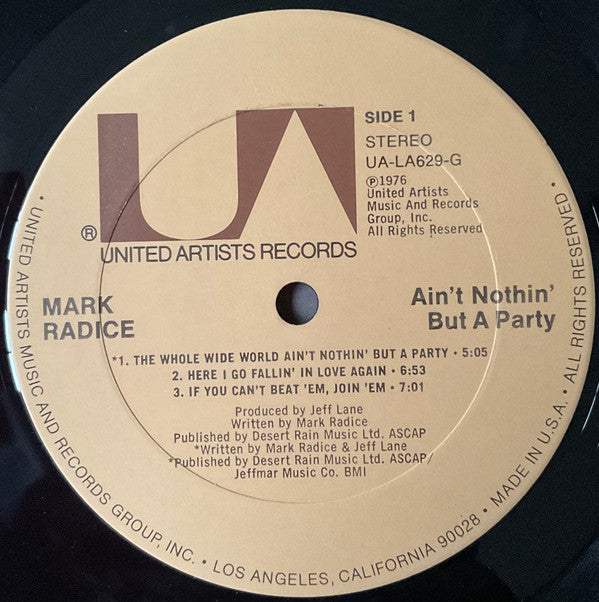 UA
SIDE 1
STEREO
UA-LA629-G
℗1976
United Artists
Music And Records
Group, Inc.
All Rights Reserved
®
UNITED ARTISTS RECORDS
MARK
RADICE
Ain't Nothin'
But A Party
*1. THE WHOLE WIDE WORLD AIN'T NOTHIN' BUT A PARTY • 5:05
2. HERE I GO FALLIN' IN LOVE AGAIN • 6:53
3. IF YOU CAN'T BEAT 'EM, JOIN 'EM • 7:01
Produced by Jeff Lane
Written by Mark Radice
Published by Desert Rain Music Ltd. ASCAP
*Written by Mark Radice & Jeff Lane
*Published by Desert Rain Music Ltd. ASCAP/
Jeffmar Music Co. BMI
• UNITED ARTISTS MUSIC AND RECORDS GROUP, INC. • LOS ANGELES, CALIFORNIA 90028 • MADE IN U.S.A. • ALL RIGHTS RESERVED •